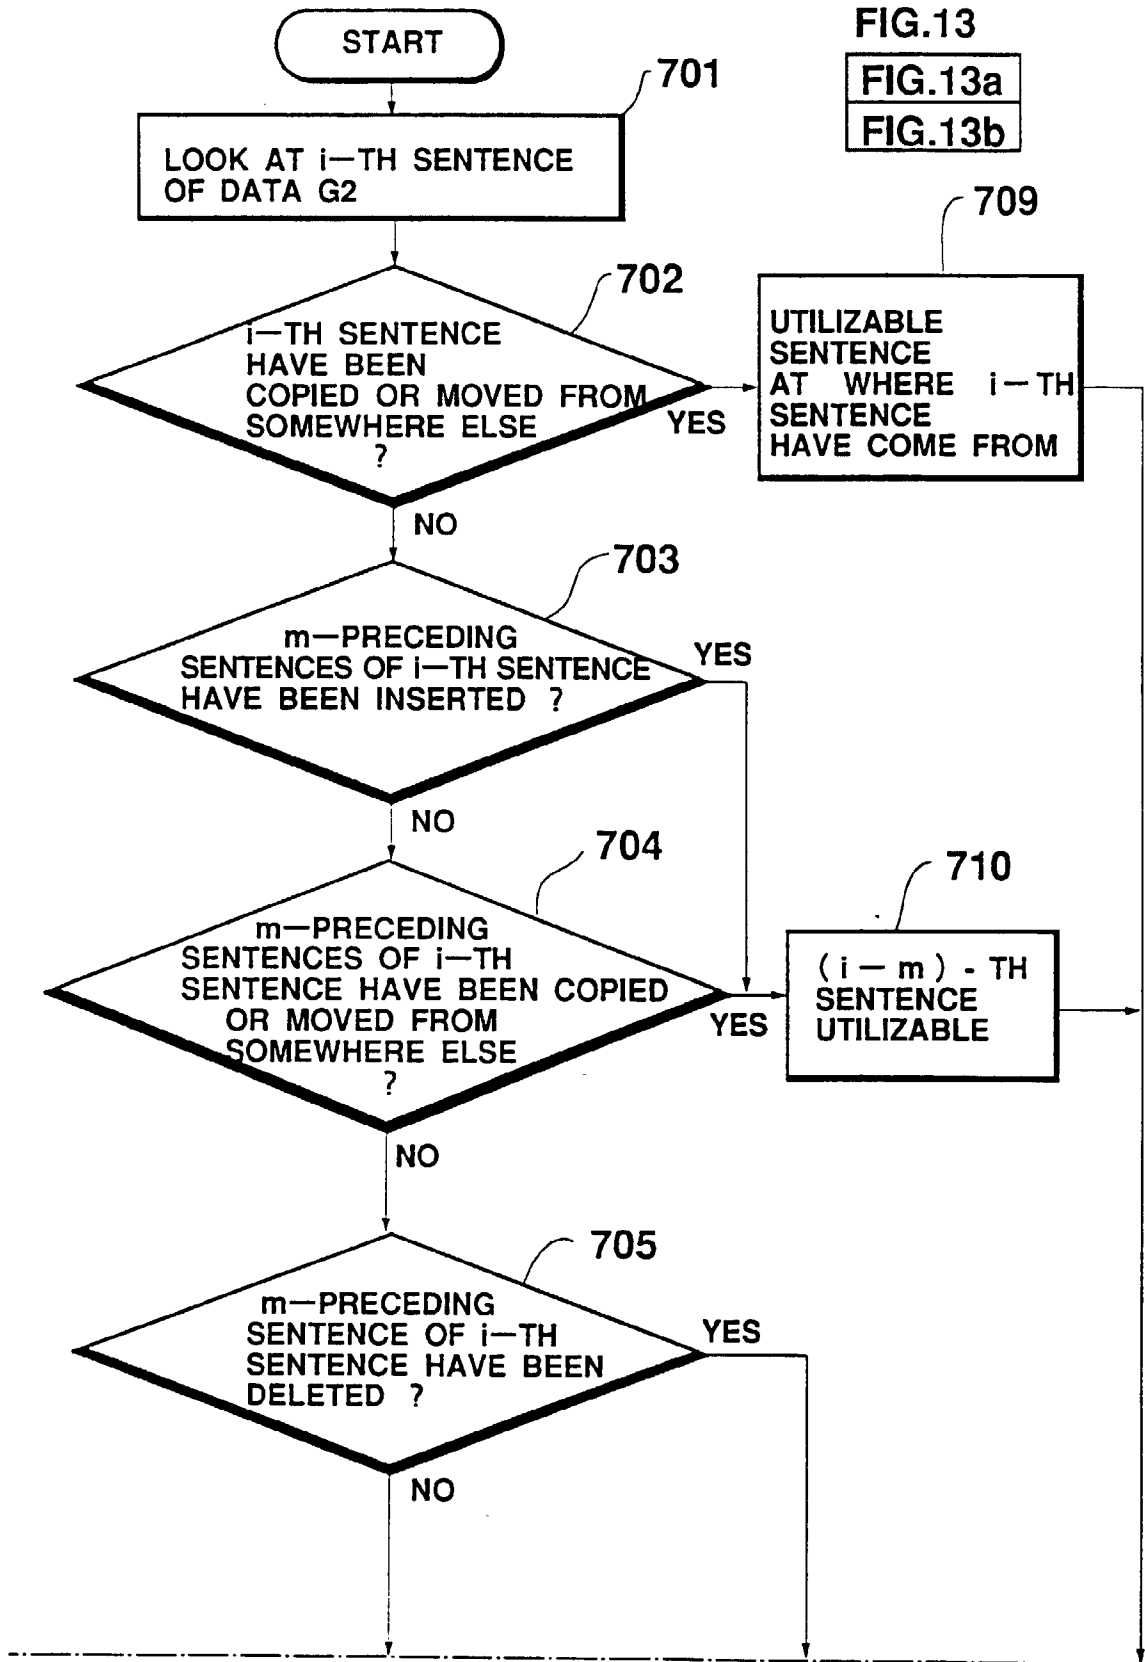 START
FIG.13
FIG.13a
FIG.13b
701
LOOK AT i—TH SENTENCE
OF DATA G2
702
i—TH SENTENCE
HAVE BEEN
COPIED OR MOVED FROM
SOMEWHERE ELSE
?
YES
NO
709
UTILIZABLE
SENTENCE
AT WHERE i—TH
SENTENCE
HAVE COME FROM
703
m—PRECEDING
SENTENCES OF i—TH SENTENCE
HAVE BEEN INSERTED ?
YES
NO
704
m—PRECEDING
SENTENCES OF i—TH
SENTENCE HAVE BEEN COPIED
OR MOVED FROM
SOMEWHERE ELSE
?
YES
NO
710
(i—m)-TH
SENTENCE
UTILIZABLE
705
m—PRECEDING
SENTENCE OF i—TH
SENTENCE HAVE BEEN
DELETED ?
YES
NO